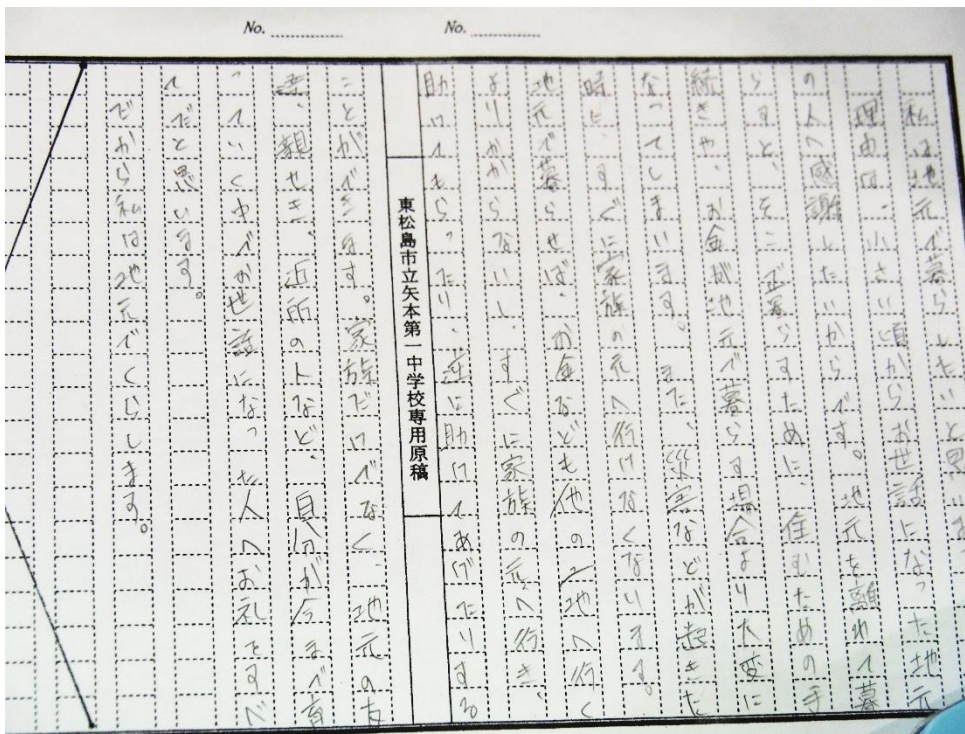 No.
No.
私は地元で暮らしたいと思います。
理由は、小さい頃からお世話になった地元
の人へ感謝したいからです。地元を離れて暮
らすと、そこで暮らすために、住むための手
続きや、お金が地元で暮らす場合より大変に
なってしまいます。また、災害などが起きた
時に、すぐに家族の元へ行けなくなります。
地元で暮らせば、お金なども他の地へ行く
よりかからないし、すぐに家族の元へ行き、
助けてもらったり、逆に助けてあげたりする
東松島市立矢本第一中学校専用原稿
ことができます。家族だけでなく、地元の友
達、親せき、近所の人など、自分が今まで育
っていく中でお世話になった人へお礼をすべ
てだと思います。
だから私は地元でくらします。